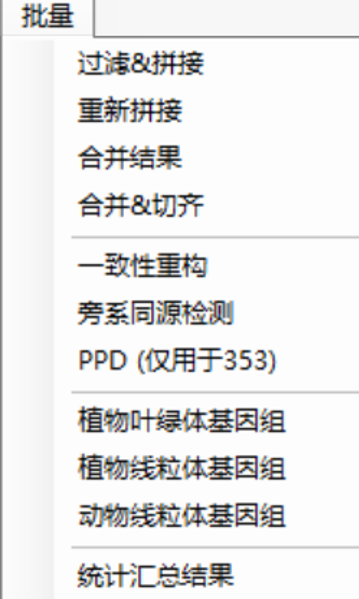 批量
过滤&拼接
重新拼接
合并结果
合并&切齐
一致性重构
旁系同源检测
PPD (仅用于353)
植物叶绿体基因组
植物线粒体基因组
动物线粒体基因组
统计汇总结果